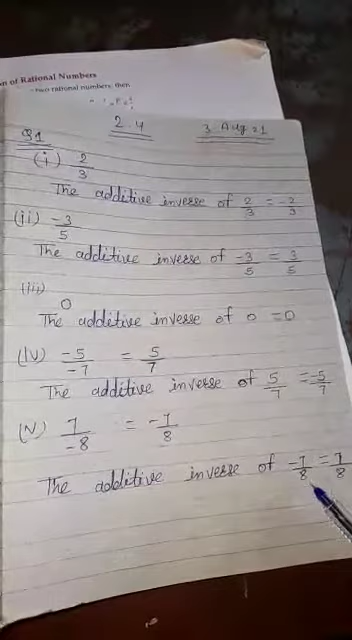 n of Rational Numbers
two rational numbers, then
2.4 3 Aug 21
Q1
(i) 2/3
The additive inverse of 2/3 = -2/3
(ii) -3/5
The additive inverse of -3/5 = 3/5
(iii)
0
The additive inverse of 0 = 0
(iv) -5/-7 = 5/7
The additive inverse of 5/7 = -5/7
(v) 7/-8 = -7/8
The additive inverse of -7/8 = 7/8